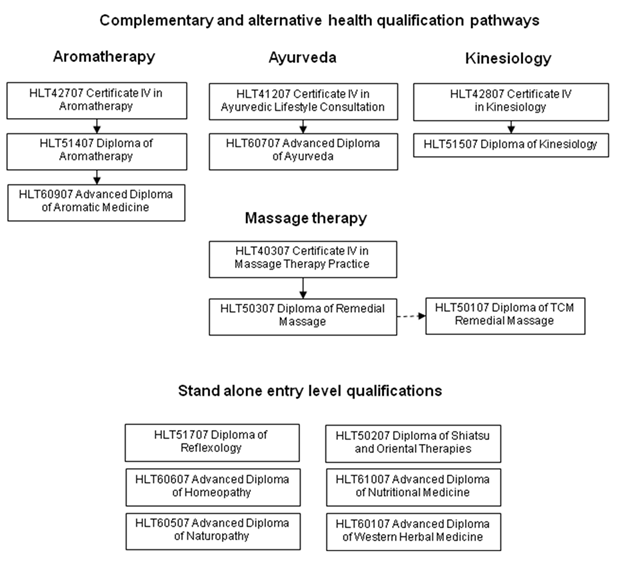 Complementary and alternative health qualification pathways
Aromatherapy
HLT42707 Certificate IV in
Aromatherapy
HLT51407 Diploma of
Aromatherapy
HLT60907 Advanced Diploma
of Aromatic Medicine
Ayurveda
HLT41207 Certificate IV in
Ayurvedic Lifestyle Consultation
HLT60707 Advanced Diploma
of Ayurveda
Kinesiology
HLT42807 Certificate IV
in Kinesiology
HLT51507 Diploma of Kinesiology
Massage therapy
HLT40307 Certificate IV in
Massage Therapy Practice
HLT50307 Diploma of Remedial
Massage
HLT50107 Diploma of TCM
Remedial Massage
Stand alone entry level qualifications
HLT51707 Diploma of
Reflexology
HLT50207 Diploma of Shiatsu
and Oriental Therapies
HLT60607 Advanced Diploma
of Homeopathy
HLT61007 Advanced Diploma
of Nutritional Medicine
HLT60507 Advanced Diploma
of Naturopathy
HLT60107 Advanced Diploma
of Western Herbal Medicine